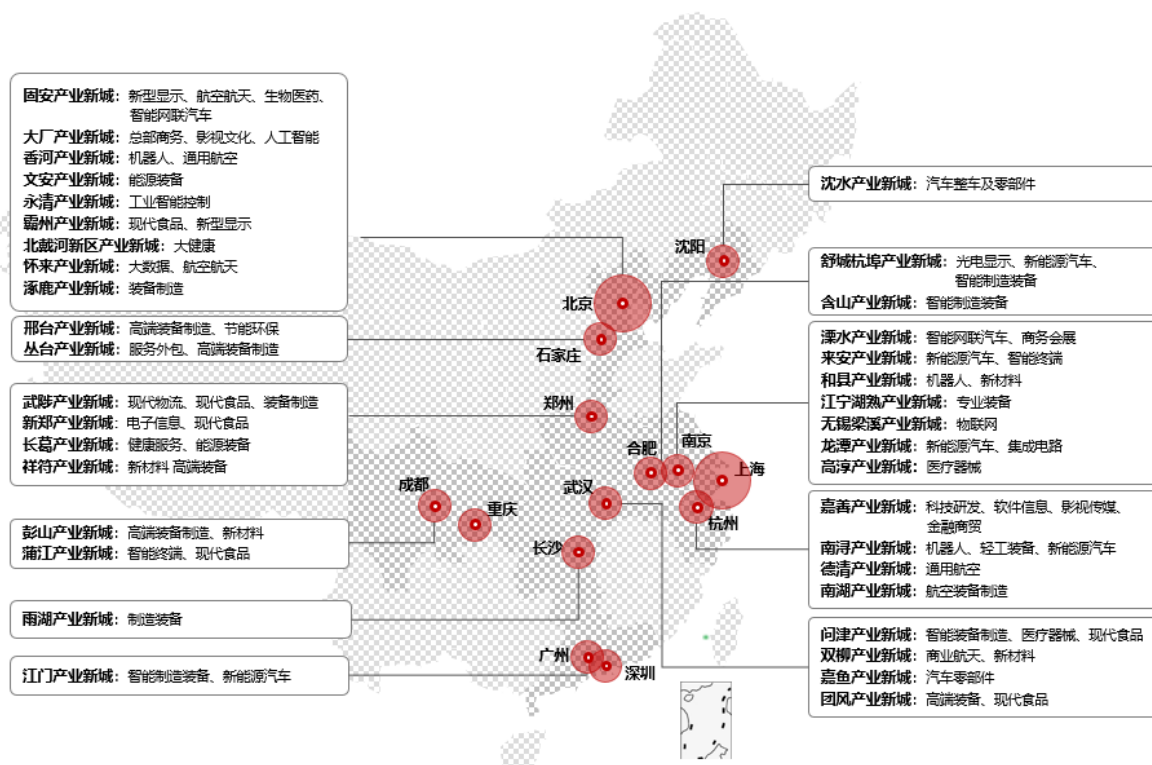 固安产业新城：新型显示、航空航天、生物医药、
智能网联汽车
大厂产业新城：总部商务、影视文化、人工智能
香河产业新城：机器人、通用航空
文安产业新城：能源装备
永清产业新城：工业智能控制
霸州产业新城：现代食品、新型显示
北戴河新区产业新城：大健康
怀来产业新城：大数据、航空航天
涿鹿产业新城：装备制造
邢台产业新城：高端装备制造、节能环保
丛台产业新城：服务外包、高端装备制造
武陟产业新城：现代物流、现代食品、装备制造
新郑产业新城：电子信息、现代食品
长葛产业新城：健康服务、能源装备
祥符产业新城：新材料 高端装备
彭山产业新城：高端装备制造、新材料
蒲江产业新城：智能终端、现代食品
雨湖产业新城：制造装备
江门产业新城：智能制造装备、新能源汽车
沈阳
北京
石家庄
郑州
合肥
南京
上海
成都
重庆
武汉
杭州
长沙
广州
深圳
沈水产业新城：汽车整车及零部件
舒城杭埠产业新城：光电显示、新能源汽车、
智能制造装备
含山产业新城：智能制造装备
溧水产业新城：智能网联汽车、商务会展
来安产业新城：新能源汽车、智能终端
和县产业新城：机器人、新材料
江宁湖熟产业新城：专业装备
无锡梁溪产业新城：物联网
龙潭产业新城：新能源汽车、集成电路
高淳产业新城：医疗器械
嘉善产业新城：科技研发、软件信息、影视传媒、
金融商贸
南浔产业新城：机器人、轻工装备、新能源汽车
德清产业新城：通用航空
南湖产业新城：航空装备制造
问津产业新城：智能装备制造、医疗器械、现代食品
双柳产业新城：商业航天、新材料
嘉鱼产业新城：汽车零部件
团风产业新城：高端装备、现代食品